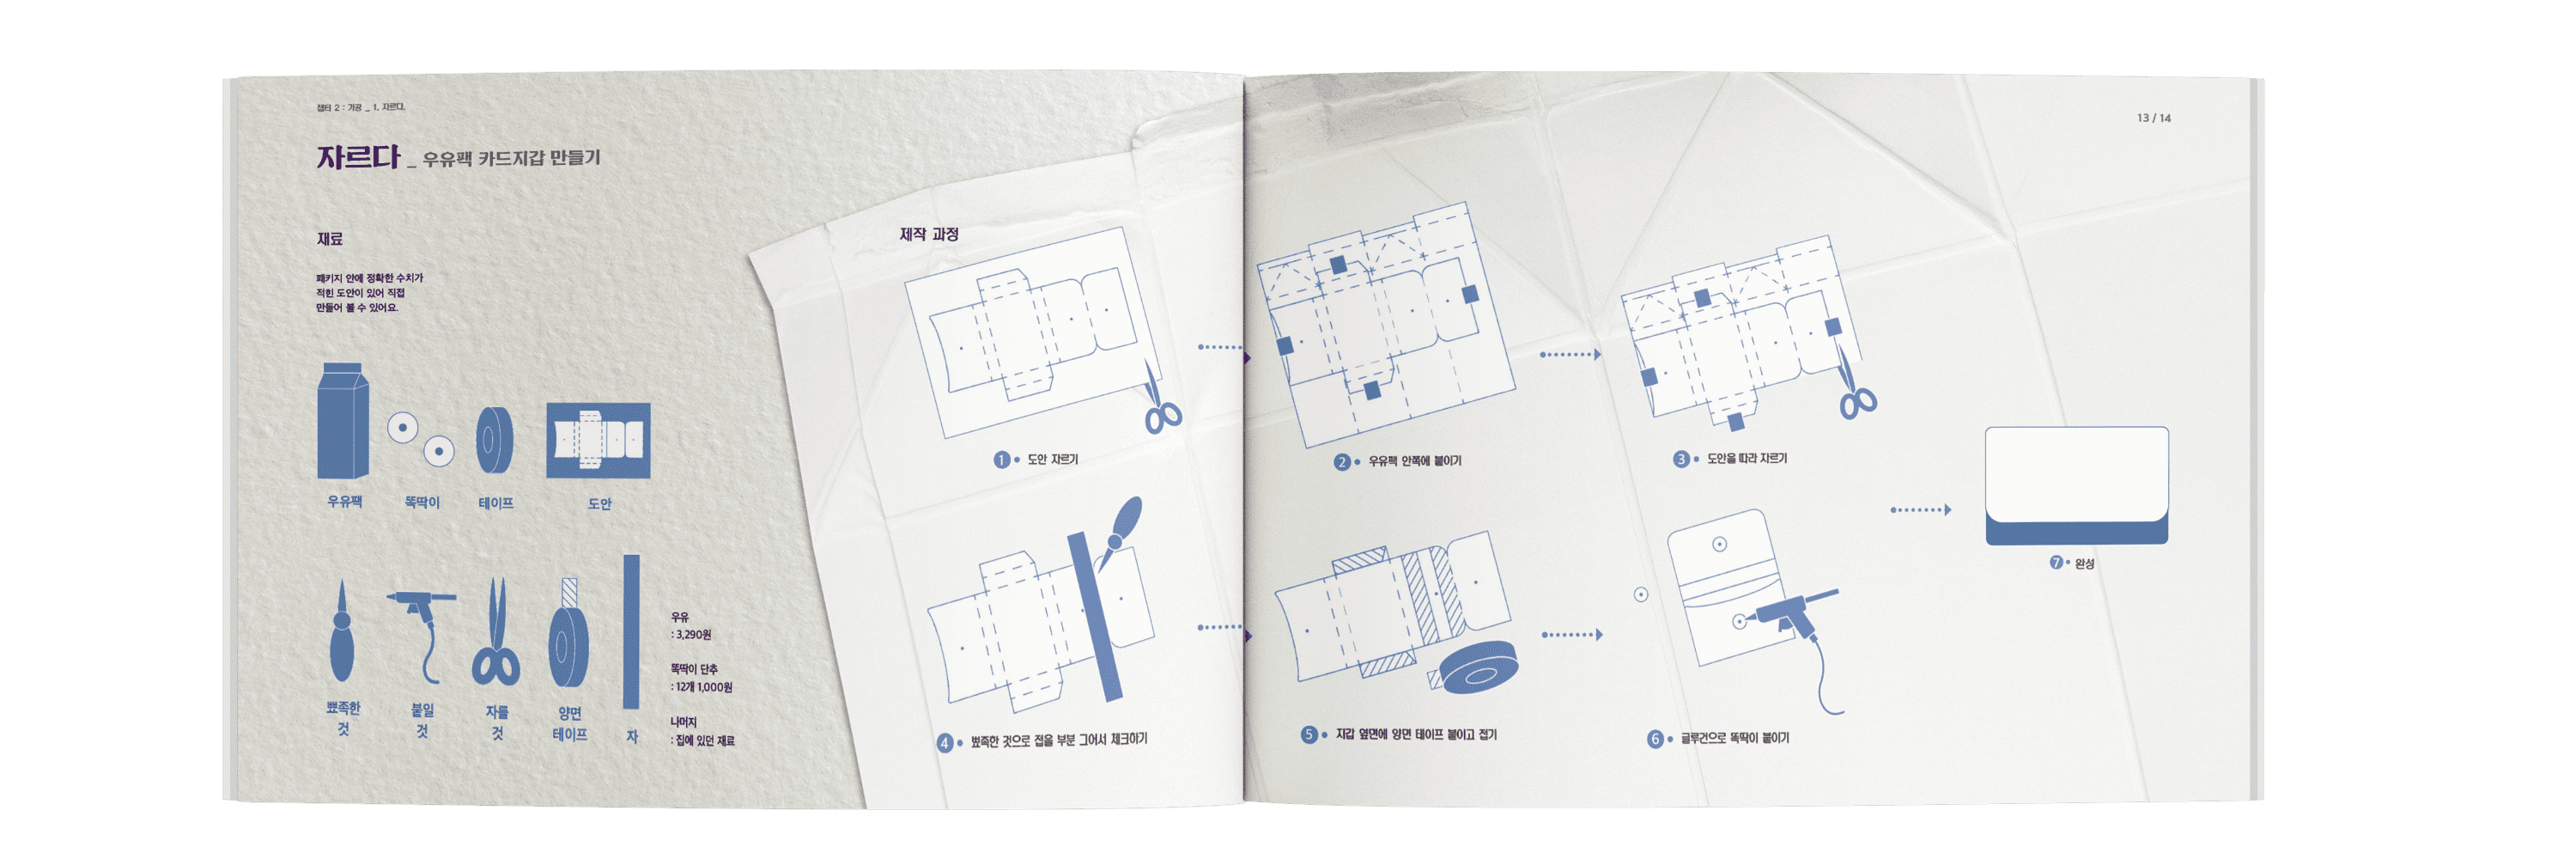 챕터 2 : 가공 _ 1. 자르다.
자르다 _ 우유팩 카드지갑 만들기
재료
패키지 안에 정확한 수치가
적힌 도안이 있어 직접
만들어 볼 수 있어요.
우유팩
똑딱이
테이프
도안
뾰족한
것
붙일
것
자를
것
양면
테이프
자
우유
: 3,290원
똑딱이 단추
: 12개 1,000원
나머지
: 집에 있던 재료
제작 과정
1 • 도안 자르기
2 • 우유팩 안쪽에 붙이기
3 • 도안을 따라 자르기
4 • 뾰족한 것으로 접을 부분 그어서 체크하기
5 • 지갑 옆면에 양면 테이프 붙이고 접기
6 • 글루건으로 똑딱이 붙이기
7 • 완성
13 / 14